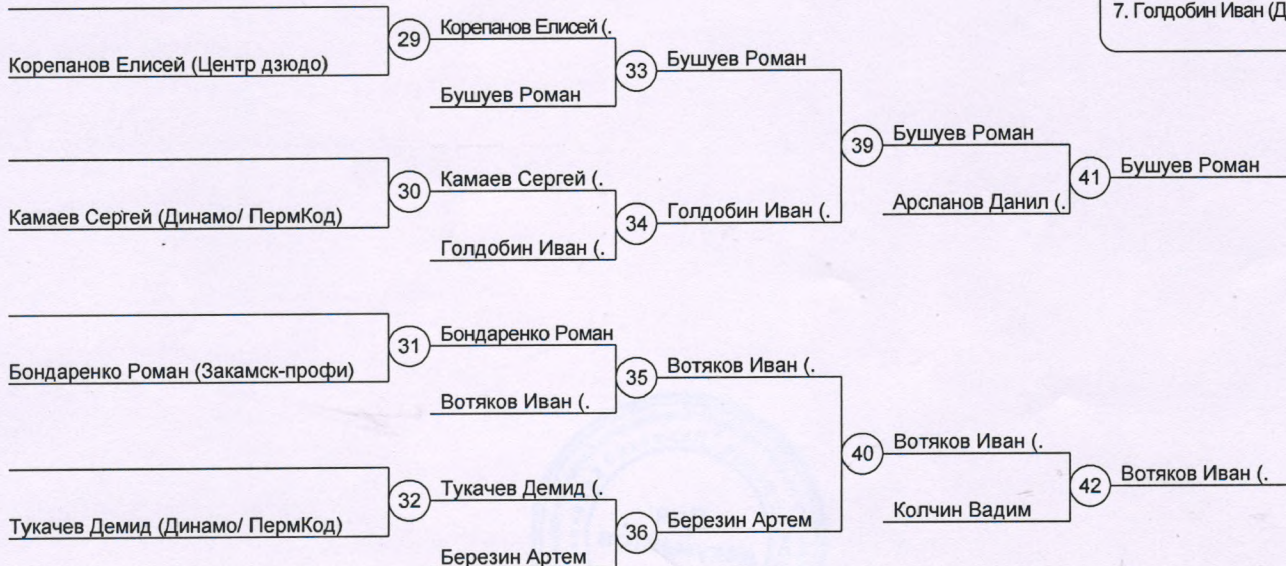 7. Голдобин Иван (Д
Корепанов Елисей (Центр дзюдо)
29
Корепанов Елисей (.
Бушуев Роман
33
Бушуев Роман
Камаев Сергей (Динамо/ ПермКод)
30
Камаев Сергей (.
Голдобин Иван (.
34
Голдобин Иван (.
39
Бушуев Роман
Арсланов Данил (.
41
Бушуев Роман
Бондаренко Роман (Закамск-профи)
31
Бондаренко Роман
Вотяков Иван (.
35
Вотяков Иван (.
Тукачев Демид (Динамо/ ПермКод)
32
Тукачев Демид (.
Березин Артем
36
Березин Артем
40
Вотяков Иван (.
Колчин Вадим
42
Вотяков Иван (.